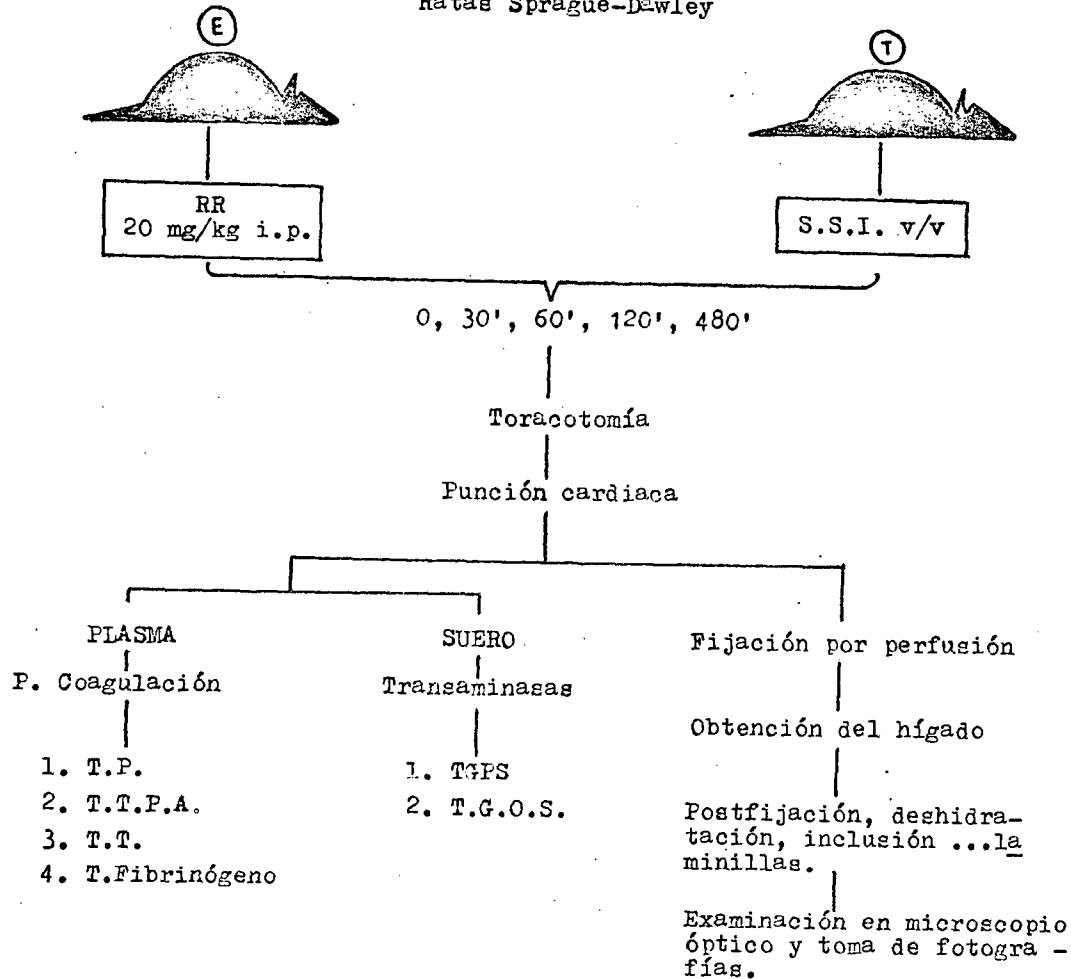 Ratas Sprague-Dawley
E
T
RR
20 mg/kg i.p.
S.S.I. v/v
0, 30', 60', 120', 480'
Toracotomía
Punción cardiaca
PLASMA
P. Coagulación
1. T.P.
2. T.T.P.A.
3. T.T.
4. T.Fibrinógeno
SUERO
Transaminasas
1. TGPS
2. T.G.O.S.
Fijación por perfusión
Obtención del hígado
Postfijación, deshidra-
tación, inclusión ...la
minillas.
Examinación en microscopio
óptico y toma de fotogra -
fías.